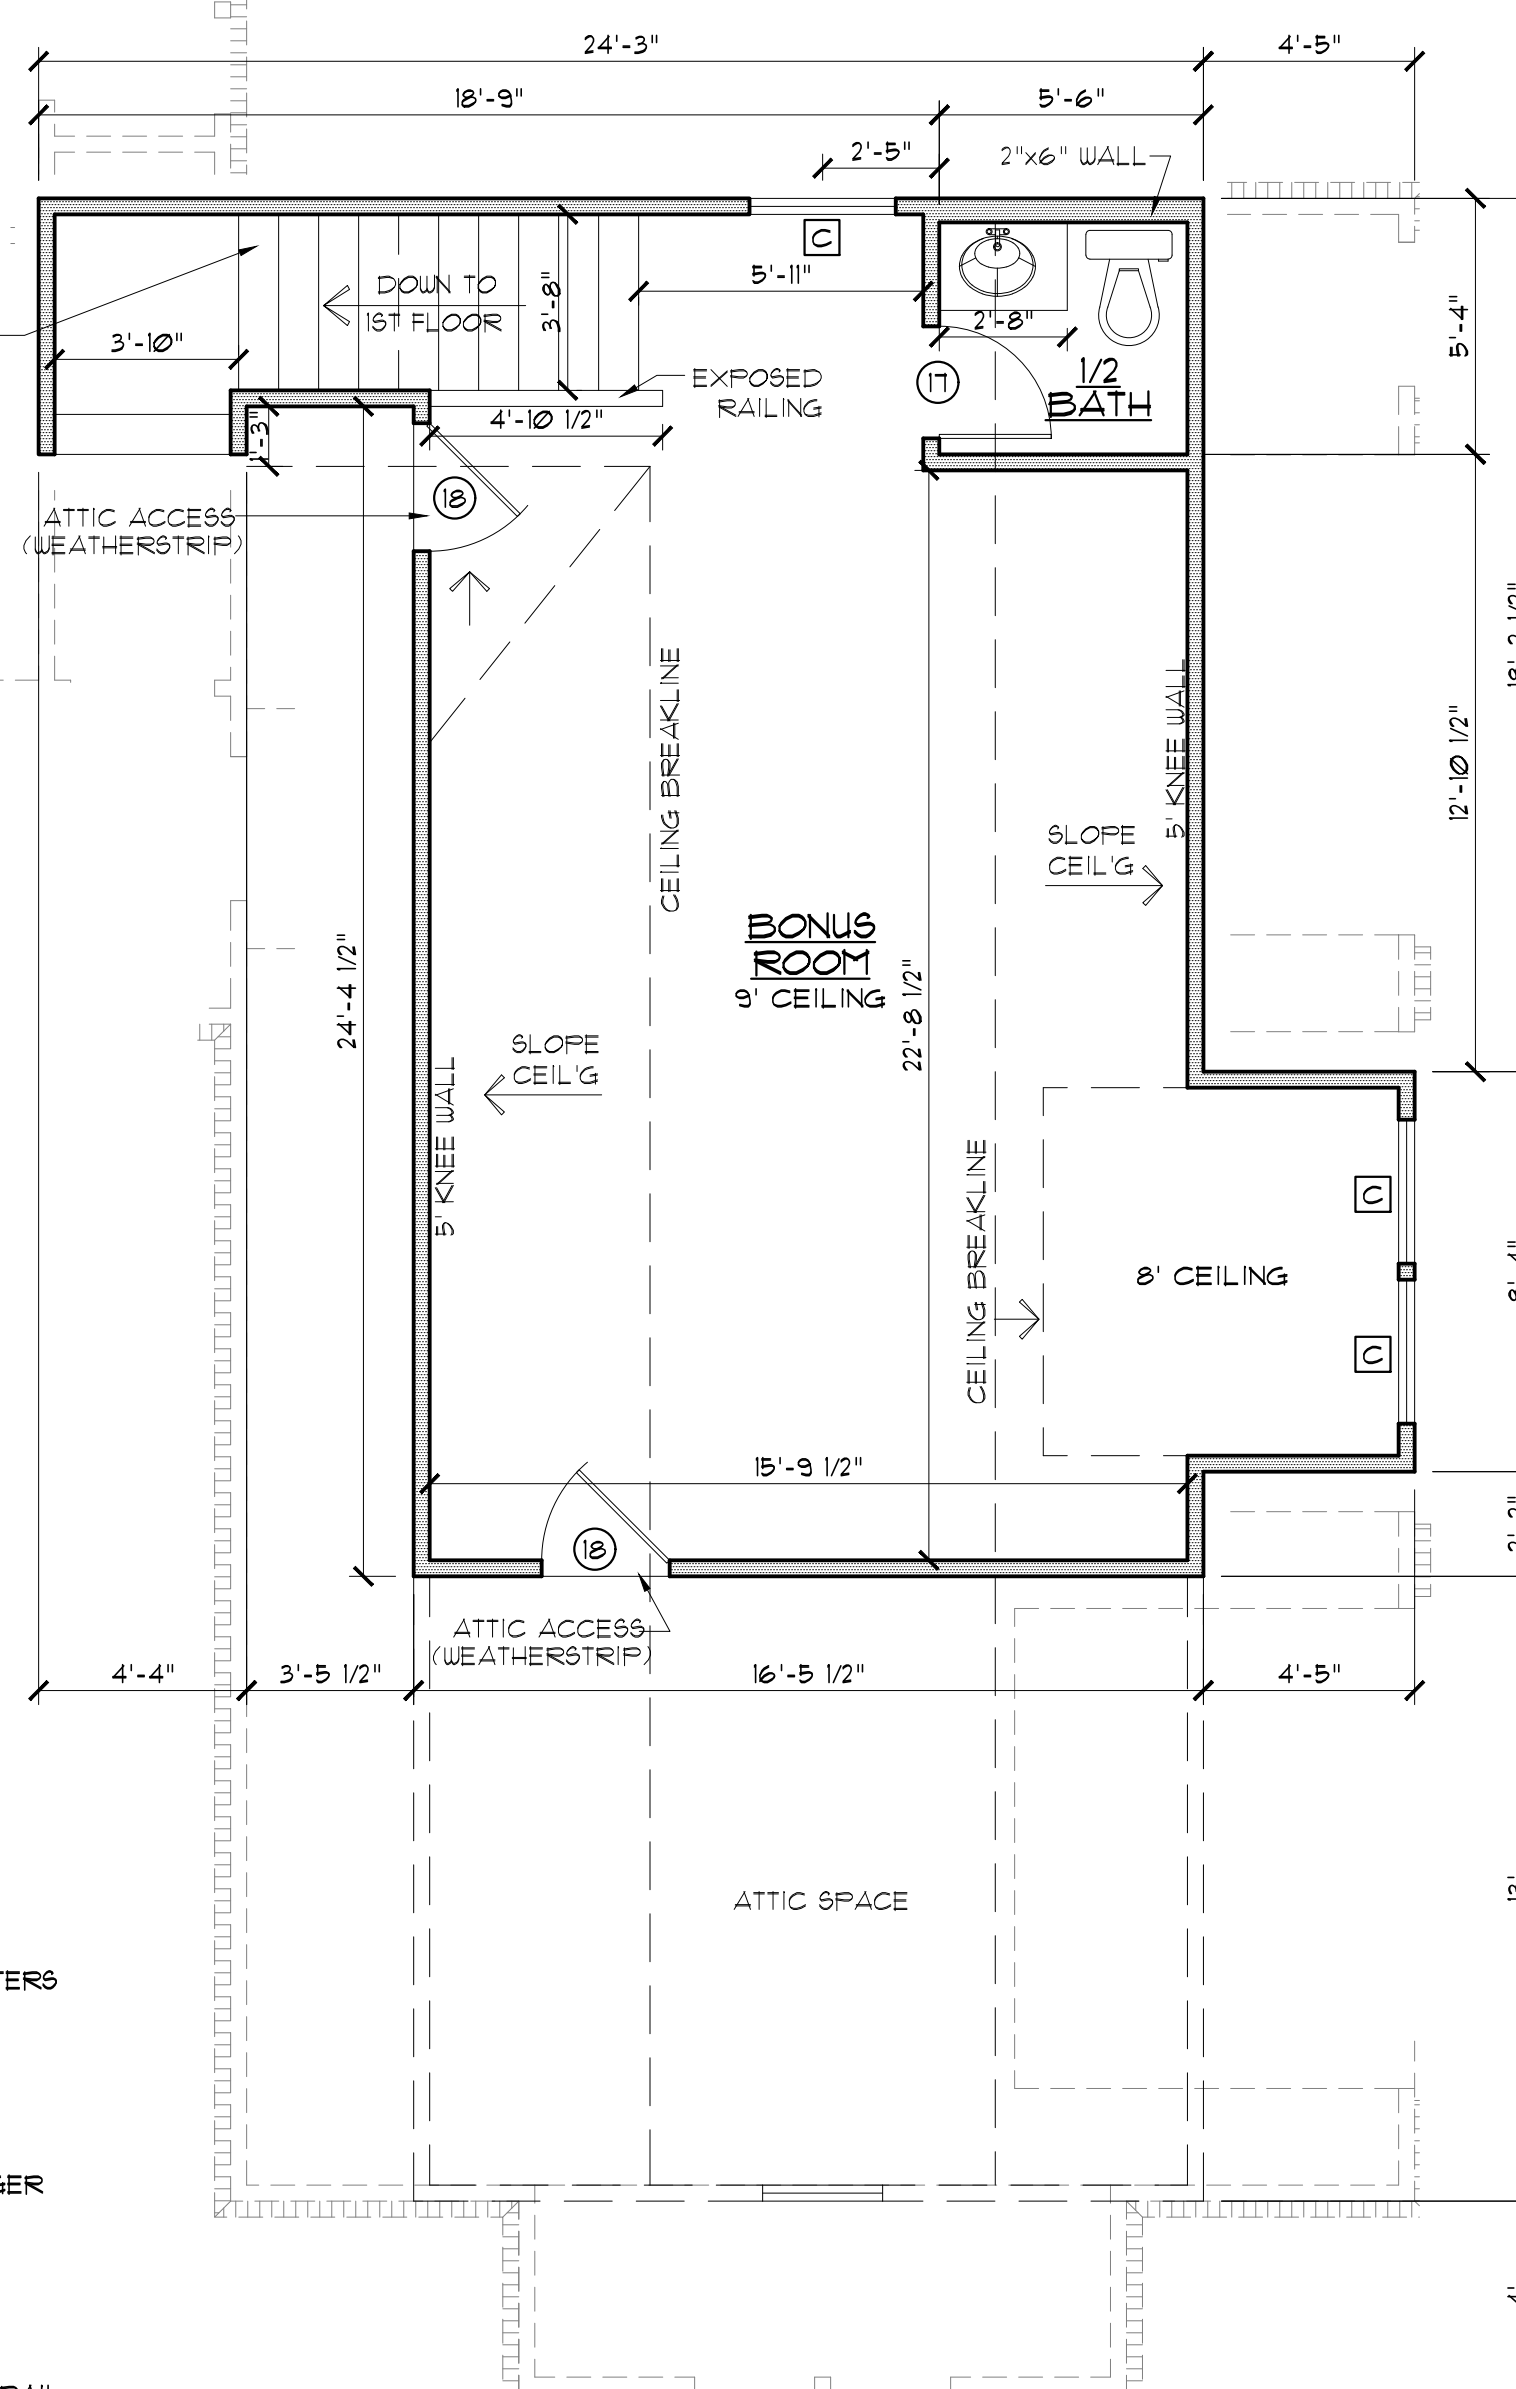 24'-3"
4'-5"
18'-9"
5'-6"
2'-5"
2"x6" WALL
C
5'-11"
DOWN TO
1ST FLOOR
3'-8"
3'-10"
2'-8"
5'-4"
EXPOSED
RAILING
17
1/2
BATH
4'-10 1/2"
1'-3"
18
ATTIC ACCESS
(WEATHERSTRIP)
CEILING BREAKLINE
5' KNEE WALL
12'-10 1/2"
SLOPE
CEIL'G
BONUS
ROOM
9' CEILING
24'-4 1/2"
22'-8 1/2"
SLOPE
CEIL'G
5' KNEE WALL
CEILING BREAKLINE
C
8' CEILING
C
15'-9 1/2"
18
ATTIC ACCESS
(WEATHERSTRIP)
4'-4"
3'-5 1/2"
16'-5 1/2"
4'-5"
ATTIC SPACE